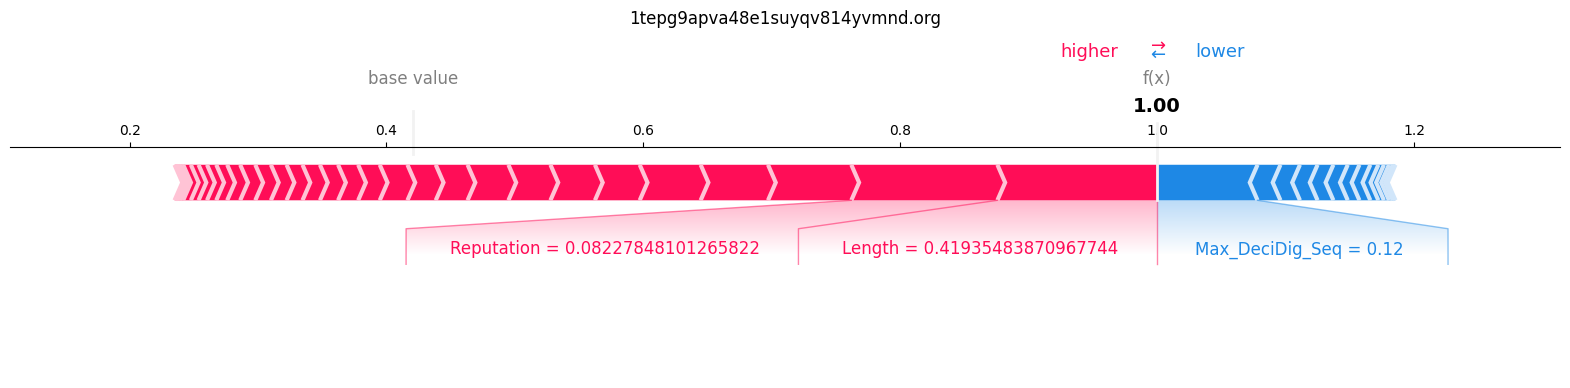 1tepg9apva48e1suyqv814yvmnd.org
higher ⇄ lower
base value
f(x)
1.00
0.2 0.4 0.6 0.8 1.0 1.2
Reputation = 0.08227848101265822 Length = 0.41935483870967744 Max_DeciDig_Seq = 0.12